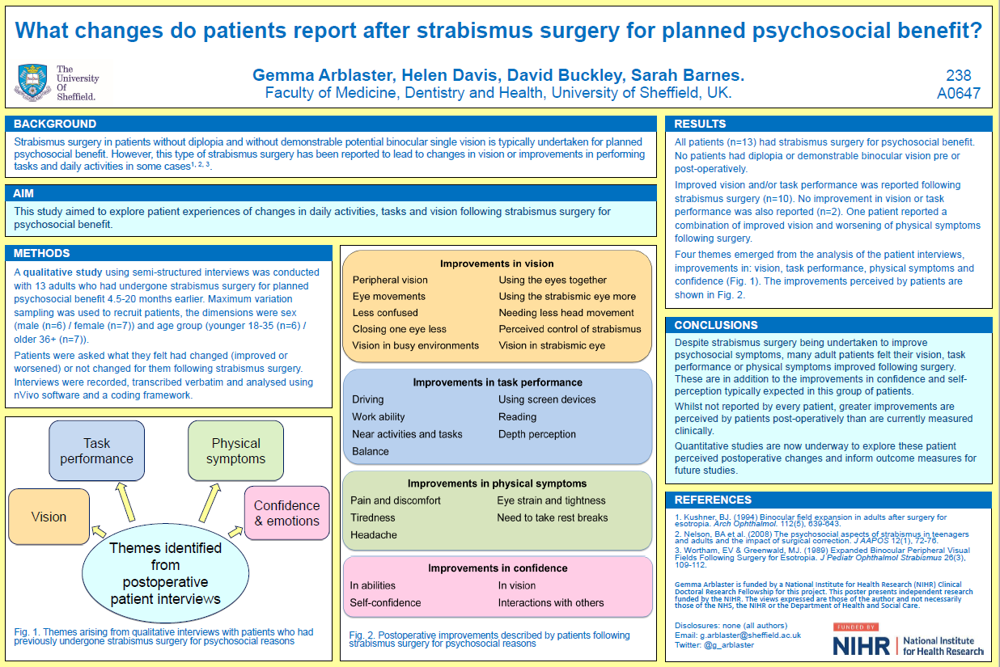 What changes do patients report after strabismus surgery for planned psychosocial benefit?
The
University
Of
Sheffield.
Gemma Arblaster, Helen Davis, David Buckley, Sarah Barnes.
Faculty of Medicine, Dentistry and Health, University of Sheffield, UK.
238
A0647
BACKGROUND
Strabismus surgery in patients without diplopia and without demonstrable potential binocular single vision is typically undertaken for planned
psychosocial benefit. However, this type of strabismus surgery has been reported to lead to changes in vision or improvements in performing
tasks and daily activities in some cases1, 2, 3.
AIM
This study aimed to explore patient experiences of changes in daily activities, tasks and vision following strabismus surgery for
psychosocial benefit.
METHODS
A qualitative study using semi-structured interviews was conducted
with 13 adults who had undergone strabismus surgery for planned
psychosocial benefit 4.5-20 months earlier. Maximum variation
sampling was used to recruit patients, the dimensions were sex
(male (n=6) / female (n=7)) and age group (younger 18-35 (n=6) /
older 36+ (n=7)).
Patients were asked what they felt had changed (improved or
worsened) or not changed for them following strabismus surgery.
Interviews were recorded, transcribed verbatim and analysed using
nVivo software and a coding framework.
Task
performance
Physical
symptoms
Vision
Confidence
& emotions
Themes identified
from
postoperative
patient interviews
Fig. 1. Themes arising from qualitative interviews with patients who had
previously undergone strabismus surgery for psychosocial reasons
Improvements in vision
Peripheral vision
Using the eyes together
Eye movements
Using the strabismic eye more
Less confused
Needing less head movement
Closing one eye less
Perceived control of strabismus
Vision in busy environments
Vision in strabismic eye
Improvements in task performance
Driving
Using screen devices
Work ability
Reading
Near activities and tasks
Depth perception
Balance
Improvements in physical symptoms
Pain and discomfort
Eye strain and tightness
Tiredness
Need to take rest breaks
Headache
Improvements in confidence
In abilities
In vision
Self-confidence
Interactions with others
Fig. 2. Postoperative improvements described by patients following
strabismus surgery for psychosocial reasons
RESULTS
All patients (n=13) had strabismus surgery for psychosocial benefit.
No patients had diplopia or demonstrable binocular vision pre or
post-operatively.
Improved vision and/or task performance was reported following
strabismus surgery (n=10). No improvement in vision or task
performance was also reported (n=2). One patient reported a
combination of improved vision and worsening of physical symptoms
following surgery.
Four themes emerged from the analysis of the patient interviews,
improvements in: vision, task performance, physical symptoms and
confidence (Fig. 1). The improvements perceived by patients are
shown in Fig. 2.
CONCLUSIONS
Despite strabismus surgery being undertaken to improve
psychosocial symptoms, many adult patients felt their vision, task
performance or physical symptoms improved following surgery.
These are in addition to the improvements in confidence and self-
perception typically expected in this group of patients.
Whilst not reported by every patient, greater improvements are
perceived by patients post-operatively than are currently measured
clinically.
Quantitative studies are now underway to explore these patient
perceived postoperative changes and inform outcome measures for
future studies.
REFERENCES
1. Kushner, BJ. (1994) Binocular field expansion in adults after surgery for
esotropia. Arch Ophthalmol. 112(5), 639-643.
2. Nelson, BA et al. (2008) The psychosocial aspects of strabismus in teenagers
and adults and the impact of surgical correction. J AAPOS 12(1), 72-76.
3. Wortham, EV & Greenwald, MJ. (1989) Expanded Binocular Peripheral Visual
Fields Following Surgery for Esotropia. J Pediatr Ophthalmol Strabismus 26(3),
109-112.
Gemma Arblaster is funded by a National Institute for Health Research (NIHR) Clinical
Doctoral Research Fellowship for this project. This poster presents independent research
funded by the NIHR. The views expressed are those of the author and not necessarily
those of the NHS, the NIHR or the Department of Health and Social Care.
Disclosures: none (all authors)
Email: g.arblaster@sheffield.ac.uk
Twitter: @g_arblaster
FUNDED BY
NIHR
National Institute
for Health Research